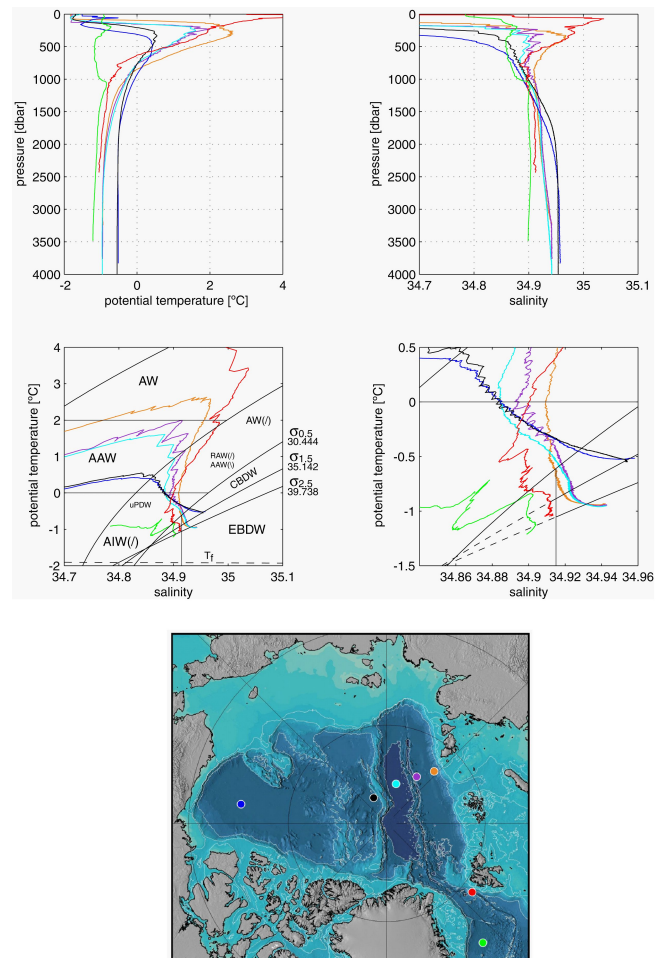 0
500
1000
1500
2000
2500
3000
3500
4000
pressure [dbar]
-2 0 2 4
potential temperature [ºC]
0
500
1000
1500
2000
2500
3000
3500
4000
pressure [dbar]
34.7 34.8 34.9 35 35.1
salinity
4
3
2
1
0
-1
-2
potential temperature [ºC]
AW
AW(/)
AAW
RAW(/)
AAW(\)
CBDW
uPDW
AIW(/)
EBDW
Tf
σ0.5
30.444
σ1.5
35.142
σ2.5
39.738
34.7 34.8 34.9 35 35.1
salinity
0.5
0
-0.5
-1
-1.5
potential temperature [ºC]
34.86 34.88 34.9 34.92 34.94 34.96
salinity